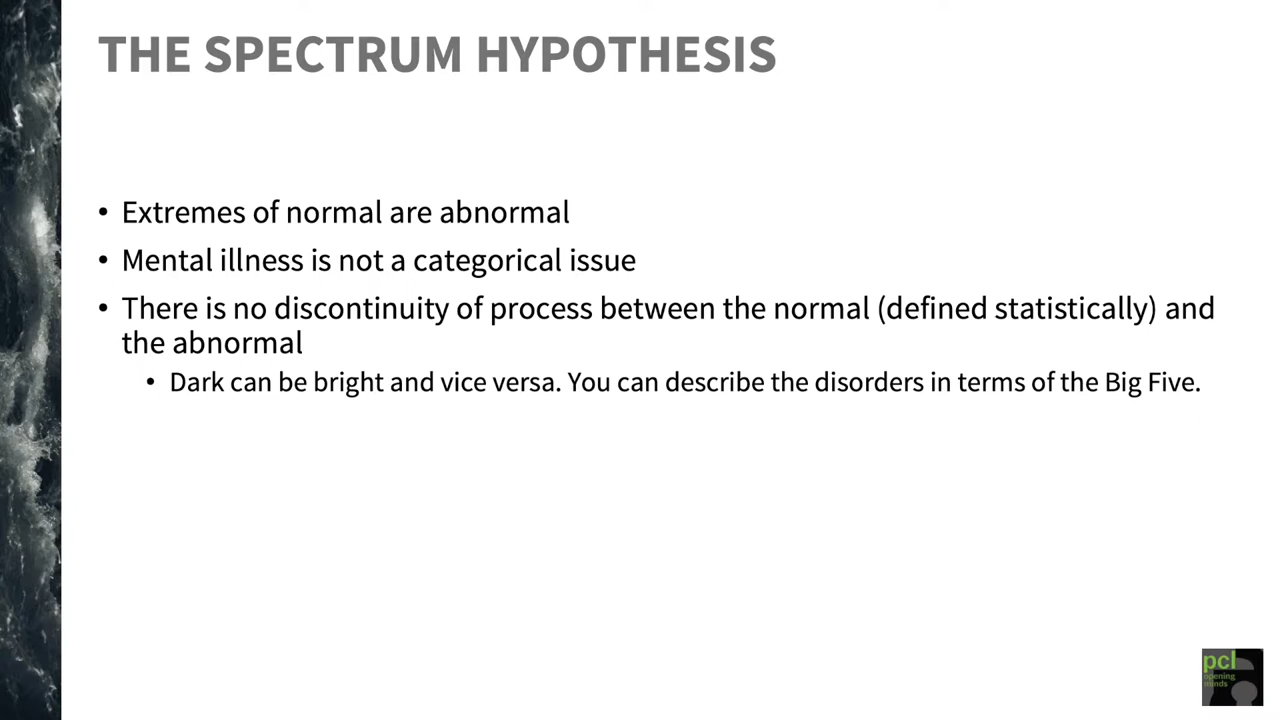 THE SPECTRUM HYPOTHESIS
• Extremes of normal are abnormal
• Mental illness is not a categorical issue
• There is no discontinuity of process between the normal (defined statistically) and
the abnormal
• Dark can be bright and vice versa. You can describe the disorders in terms of the Big Five.
pcl
opening
minds